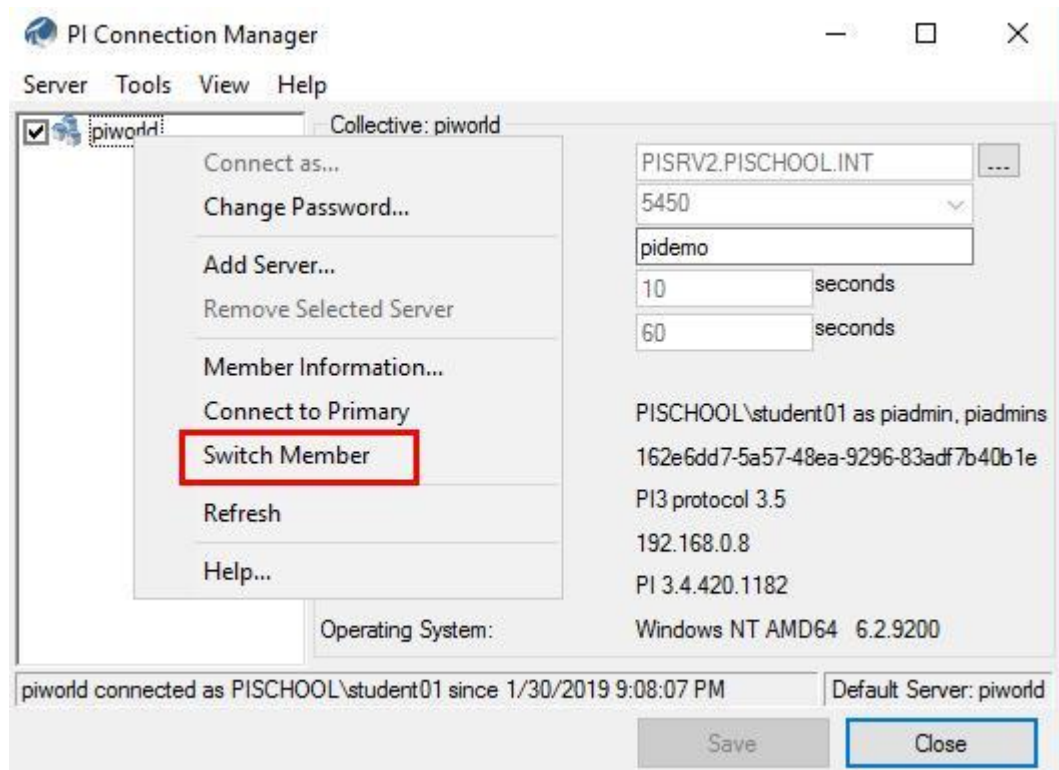 PI Connection Manager
Server Tools View Help
piworld
Collective: piworld
Connect as...
PISRV2.PISCHOOL.INT ...
Change Password...
5450
pidemo
Add Server...
10 seconds
Remove Selected Server
60 seconds
Member Information...
Connect to Primary
PISCHOOL\student01 as piadmin, piadmins
Switch Member
162e6dd7-5a57-48ea-9296-83adf7b40b1e
PI3 protocol 3.5
Refresh
192.168.0.8
Help...
PI 3.4.420.1182
Operating System: Windows NT AMD64 6.2.9200
piworld connected as PISCHOOL\student01 since 1/30/2019 9:08:07 PM Default Server: piworld
Save Close